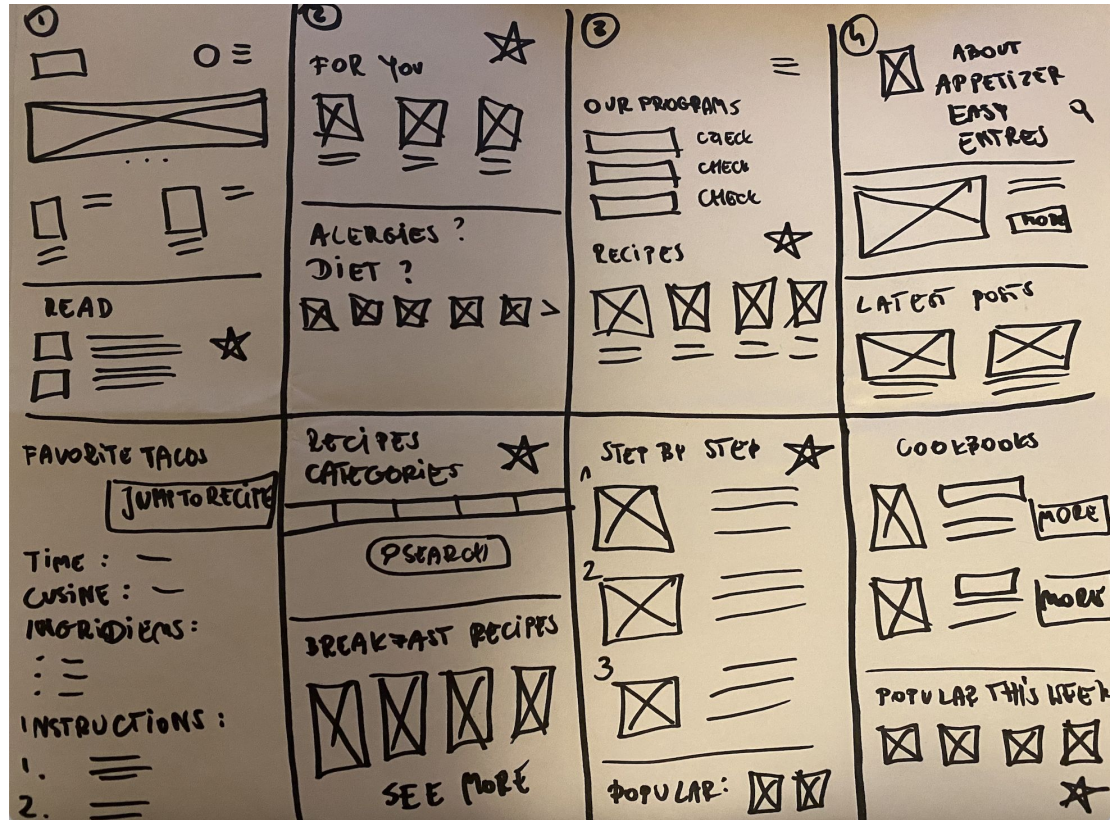 1
2
FOR YOU
3
OUR PROGRAMS
CHECK
CHECK
CHECK
RECIPES
4
ABOUT
APPETIZER
EASY
ENTRES
MORE
LATEST POSTS
READ
ALERGIES ?
DIET ?
>
FAVORITE TACOS
JUMP TO RECIPE
TIME :
CUSINE :
INGRIDIENS:
INSTRUCTIONS :
1.
2.
RECIPES
CATEGORIES
SEARCH
BREAKFAST RECIPES
SEE MORE
STEP BY STEP
1
2
3
POPULAR:
COOKBOOKS
MORE
MORE
POPULAR THIS WEEK